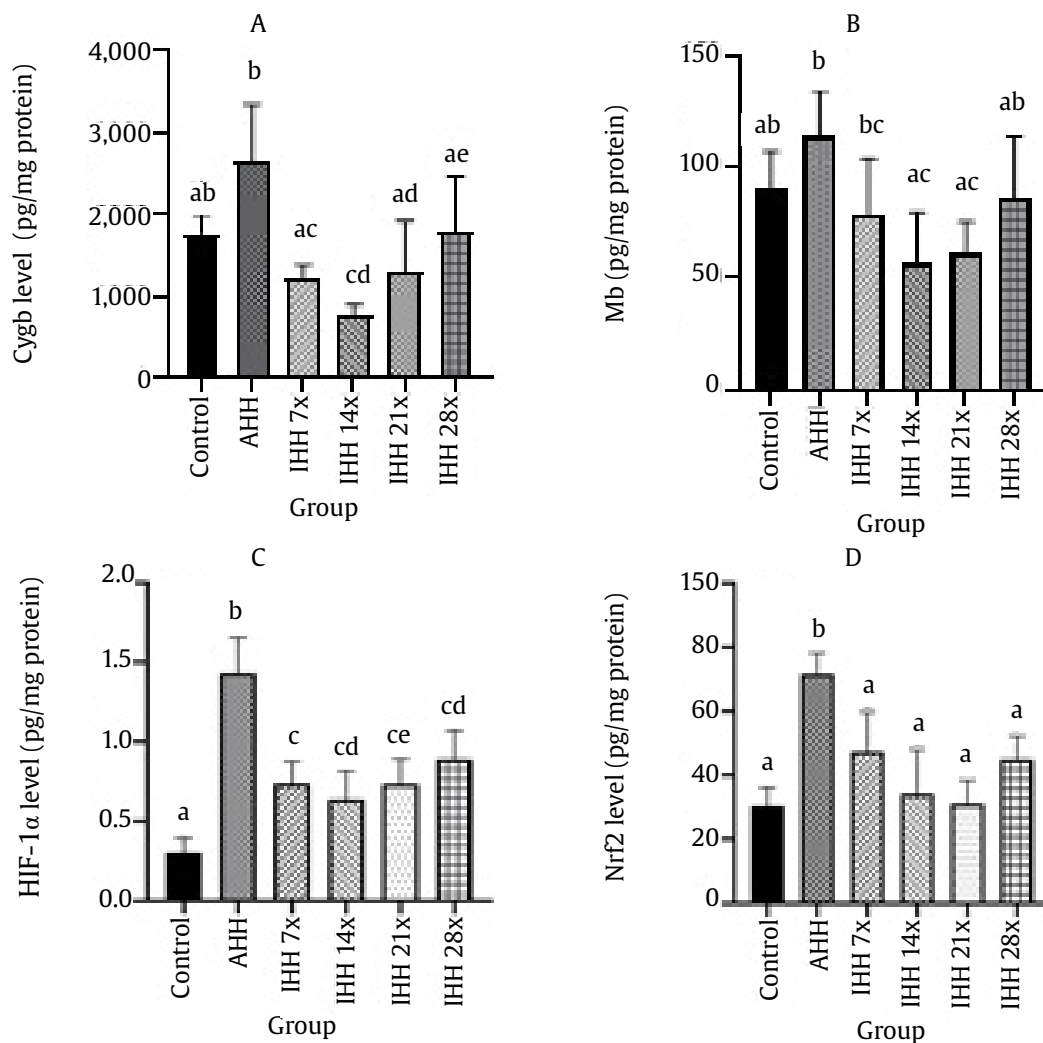 A
Cygb level (pg/mg protein)
4,000
3,000
2,000
1,000
0
ab
b
ac
cd
ad
ae
Control
AHH
IHH 7x
IHH 14x
IHH 21x
IHH 28x
Group
B
Mb (pg/mg protein)
150
100
50
0
ab
b
bc
ac
ac
ab
Control
AHH
IHH 7x
IHH 14x
IHH 21x
IHH 28x
Group
C
HIF-1α level (pg/mg protein)
2.0
1.5
1.0
0.5
0.0
a
b
c
cd
ce
cd
Control
AHH
IHH 7x
IHH 14x
IHH 21x
IHH 28x
Group
D
Nrf2 level (pg/mg protein)
150
80
60
40
20
0
a
b
a
a
a
a
Control
AHH
IHH 7x
IHH 14x
IHH 21x
IHH 28x
Group